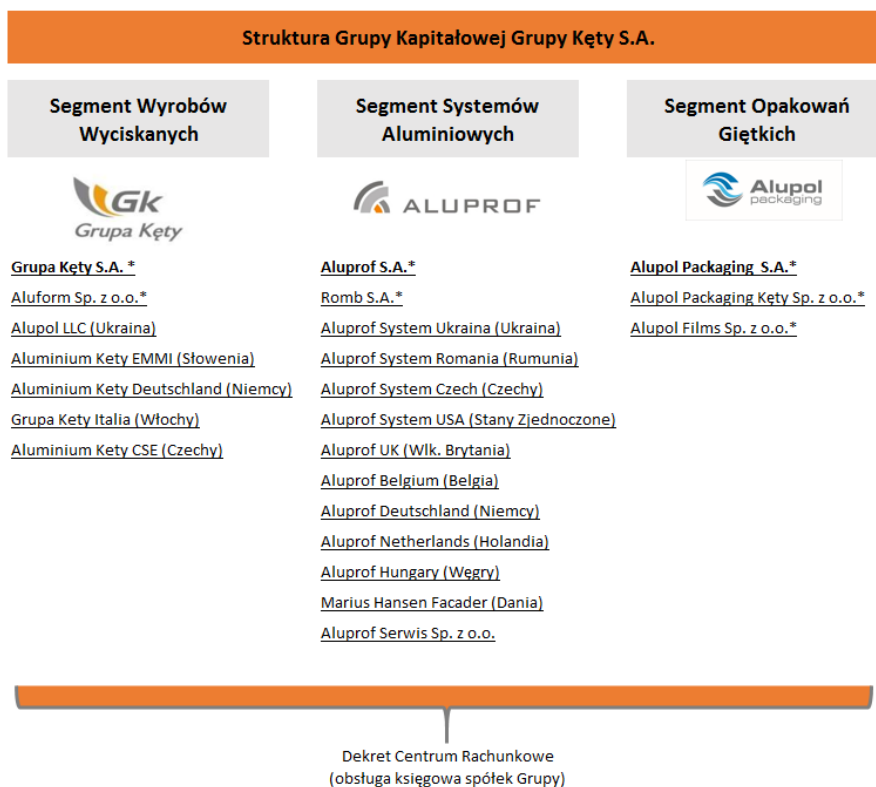 Struktura Grupy Kapitałowej Grupy Kęty S.A.
Segment Wyrobów
Wyciskanych
Gk
Grupa Kęty
Grupa Kęty S.A. *
Aluform Sp. z o.o.*
Alupol LLC (Ukraina)
Aluminium Kety EMMI (Słowenia)
Aluminium Kety Deutschland (Niemcy)
Grupa Kety Italia (Włochy)
Aluminium Kety CSE (Czechy)
Segment Systemów
Aluminiowych
ALUPROF
Aluprof S.A.*
Romb S.A.*
Aluprof System Ukraina (Ukraina)
Aluprof System Romania (Rumunia)
Aluprof System Czech (Czechy)
Aluprof System USA (Stany Zjednoczone)
Aluprof UK (Wlk. Brytania)
Aluprof Belgium (Belgia)
Aluprof Deutschland (Niemcy)
Aluprof Netherlands (Holandia)
Aluprof Hungary (Węgry)
Marius Hansen Facader (Dania)
Aluprof Serwis Sp. z o.o.
Segment Opakowań
Giętkich
Alupol
packaging
Alupol Packaging  S.A.*
Alupol Packaging Kęty Sp. z o.o.*
Alupol Films Sp. z o.o.*
Dekret Centrum Rachunkowe
(obsługa księgowa spółek Grupy)